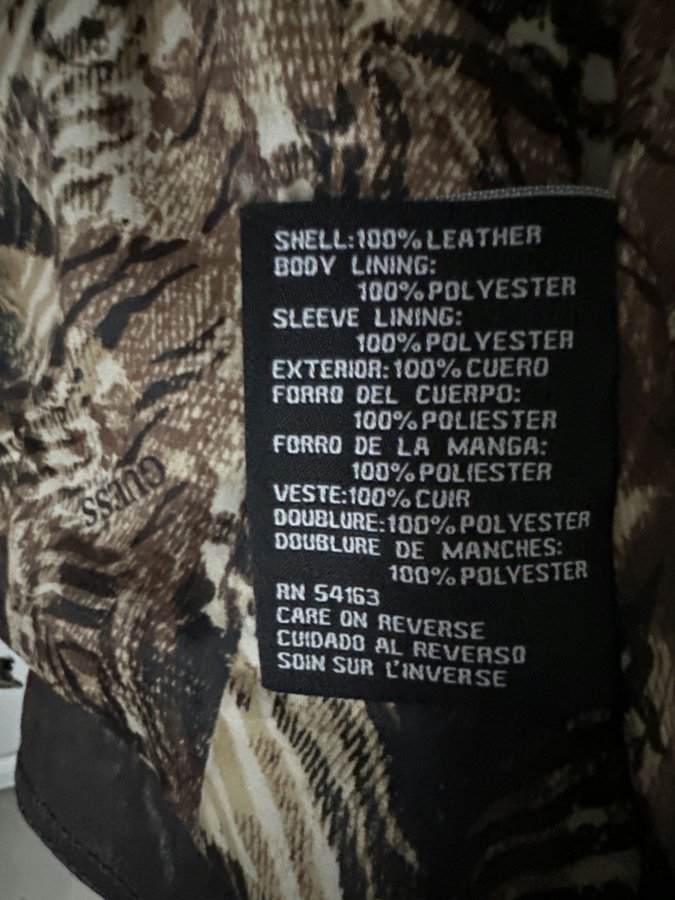 SHELL:100% LEATHER
BODY LINING:
100% POLYESTER
SLEEVE LINING:
100% POLYESTER
EXTERIOR:100% CUERO
FORRO DEL CUERPO:
100% POLIESTER
FORRO DE LA MANGA:
100% POLIESTER
VESTE:100% CUIR
DOUBLURE:100% POLYESTER
DOUBLURE DE MANCHES:
100% POLYESTER
RN 54163
CARE ON REVERSE
CUIDADO AL REVERSO
SOIN SUR L'INVERSE
GUESS